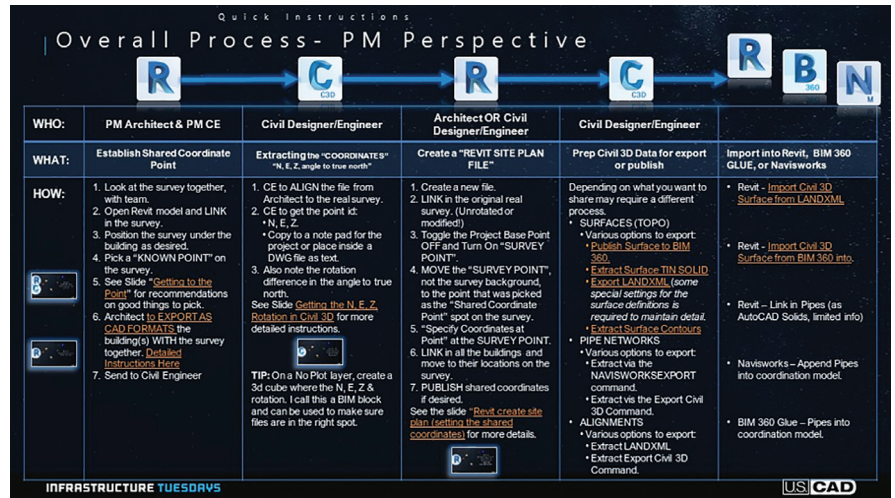 Quick Instructions
Overall Process- PM Perspective
R
C
C3D
R
C
C3D
R
B
360
N
M
WHO:
PM Architect & PM CE
Civil Designer/Engineer
Architect OR Civil
Designer/Engineer
Civil Designer/Engineer
WHAT:
Establish Shared Coordinate
Point
Extracting the "COORDINATES"
"N, E, Z, angle to true north"
Create a "REVIT SITE PLAN
FILE"
Prep Civil 3D Data for export
or publish
Import into Revit, BIM 360
GLUE, or Navisworks
HOW:
1. Look at the survey together,
with team.
2. Open Revit model and LINK
in the survey.
3. Position the survey under the
building as desired.
4. Pick a "KNOWN POINT" on
the survey.
5. See Slide "Getting to the
Point" for recommendations
on good things to pick.
6. Architect to EXPORT AS
CAD FORMATS the
building(s) WITH the survey
together. Detailed
Instructions Here
7. Send to Civil Engineer
1. CE to ALIGN the file from
Architect to the real survey.
2. CE to get the point id:
• N, E, Z.
• Copy to a note pad for the
project or place inside a
DWG file as text.
3. Also note the rotation
difference in the angle to true
north.
See Slide Getting the N, E, Z,
Rotation in Civil 3D for more
detailed instructions.
TIP: On a No Plot layer, create a
3d cube where the N, E, Z &
rotation. I call this a BIM block
and can be used to make sure
files are in the right spot.
1. Create a new file.
2. LINK in the original real
survey. (Unrotated or
modified!)
3. Toggle the Project Base Point
OFF and Turn On "SURVEY
POINT".
4. MOVE the "SURVEY POINT",
not the survey background,
to the point that was picked
as the "Shared Coordinate
Point" spot on the survey.
5. "Specify Coordinates at
Point" at the SURVEY POINT.
6. LINK in all the buildings and
move to their locations on the
survey.
7. PUBLISH shared coordinates
if desired.
See the slide "Revit create site
plan (setting the shared
coordinates) for more details.
Depending on what you want to
share may require a different
process.
• SURFACES (TOPO)
• Various options to export:
• Publish Surface to BIM
360.
• Extract Surface TIN SOLID
• Export LANDXML (some
special settings for the
surface definitions is
required to maintain detail.
• Extract Surface Contours
• PIPE NETWORKS
• Various options to export:
• Extract via the
NAVISWORKSEXPORT
command.
• Extract vis the Export Civil
3D Command.
• ALIGNMENTS
• Various options to export:
• Extract LANDXML
• Extract Export Civil 3D
Command.
• Revit - Import Civil 3D
Surface from LANDXML
• Revit - Import Civil 3D
Surface from BIM 360 into.
• Revit – Link in Pipes (as
AutoCAD Solids, limited info)
• Navisworks – Append Pipes
into coordination model.
• BIM 360 Glue – Pipes into
coordination model.
INFRASTRUCTURE TUESDAYS
U.S. CAD